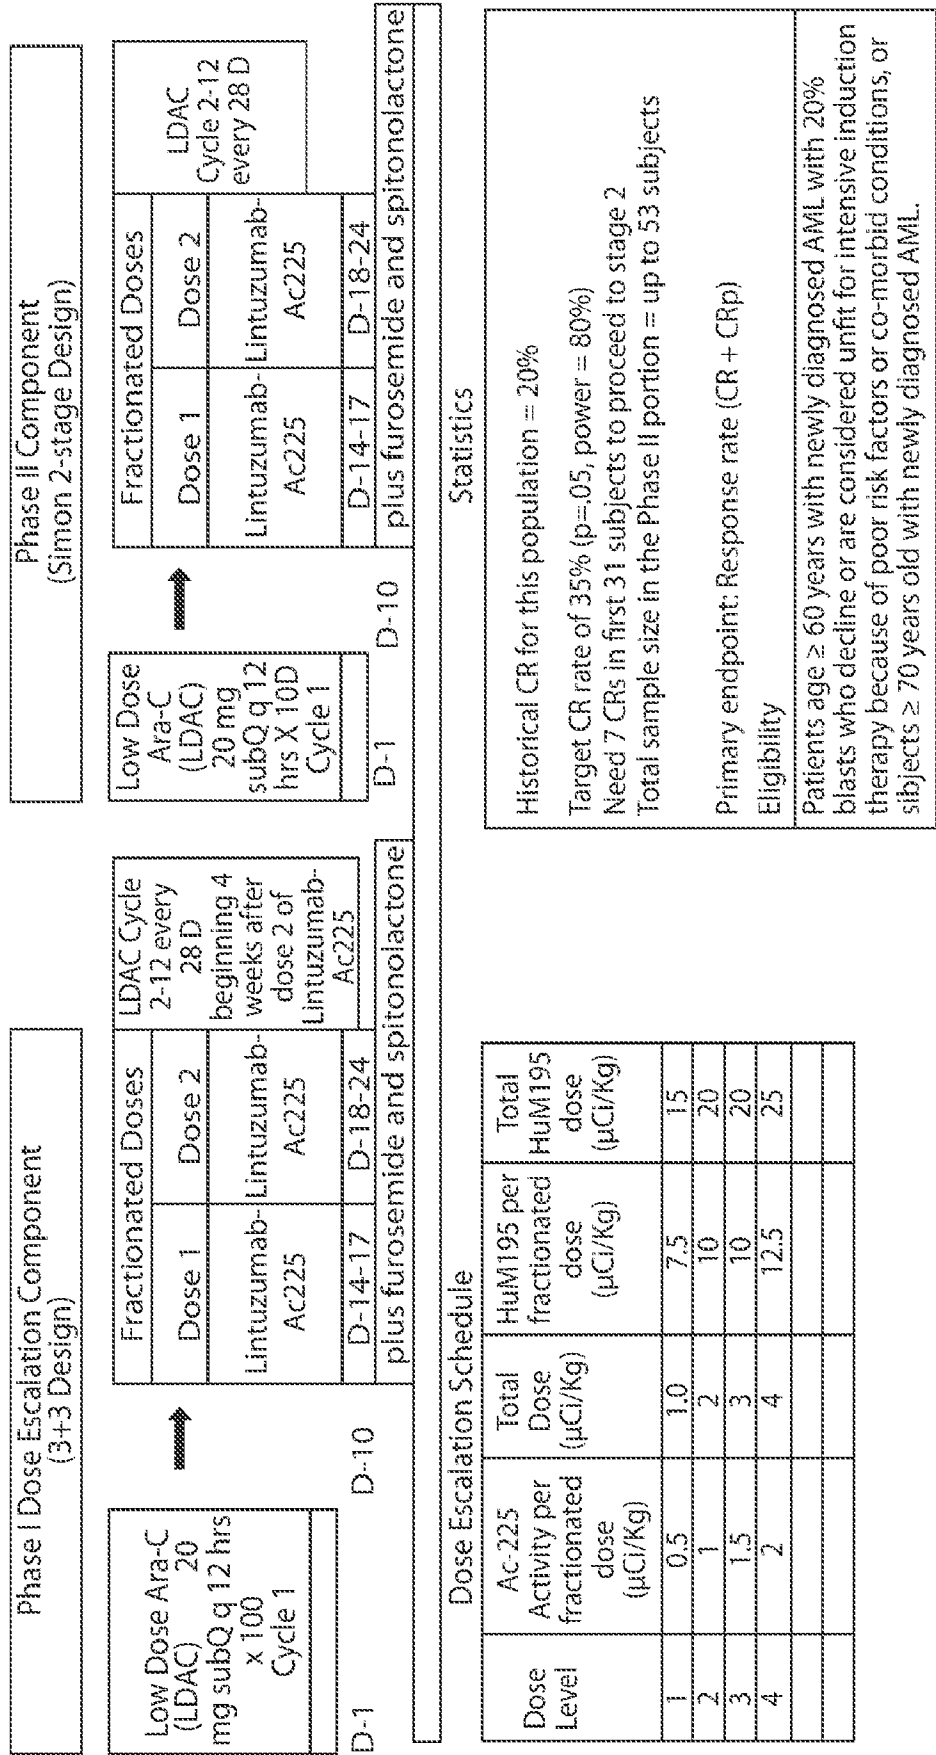 Phase I Dose Escalation Component
(3+3 Design)
Low Dose Ara-C
(LDAC) 20
mg subQ q 12 hrs
x 100
Cycle 1
D-1
D-10
Fractionated Doses
Dose 1
Dose 2
Lintuzumab-
Ac225
Lintuzumab-
Ac225
D-14-17
D-18-24
LDAC Cycle
2-12 every
28 D
beginning 4
weeks after
dose 2 of
Lintuzumab-
Ac225
plus furosemide and spitonolactone
Phase II Component
(Simon 2-stage Design)
Low Dose
Ara-C
(LDAC)
20 mg
subQ q 12
hrs X 10D
Cycle 1
D-1
D-10
Fractionated Doses
Dose 1
Dose 2
Lintuzumab-
Ac225
Lintuzumab-
Ac225
D-14-17
D-18-24
LDAC
Cycle 2-12
every 28 D
plus furosemide and spitonolactone
Dose Escalation Schedule
Dose
Level
Ac-225
Activity per
fractionated
dose
(μCi/Kg)
Total
Dose
(μCi/Kg)
HuM195 per
fractionated
dose
(μCi/Kg)
Total
HuM195
dose
(μCi/Kg)
1 0.5 1.0 7.5 15
2 1 2 10 20
3 1.5 3 10 20
4 2 4 12.5 25
Statistics
Historical CR for this population = 20%
Target CR rate of 35% (p=.05, power = 80%)
Need 7 CRs in first 31 subjects to proceed to stage 2
Total sample size in the Phase II portion = up to 53 subjects
Primary endpoint: Response rate (CR + CRp)
Eligibility
Patients age ≥ 60 years with newly diagnosed AML with 20%
blasts who decline or are considered unfit for intensive induction
therapy because of poor risk factors or co-morbid conditions, or
sibjects ≥ 70 years old with newly diagnosed AML.